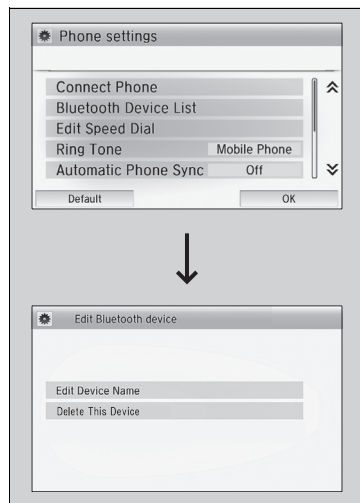 Phone settings
Connect Phone
Bluetooth Device List
Edit Speed Dial
Ring Tone Mobile Phone
Automatic Phone Sync Off
Default OK
Edit Bluetooth device
Edit Device Name
Delete This Device